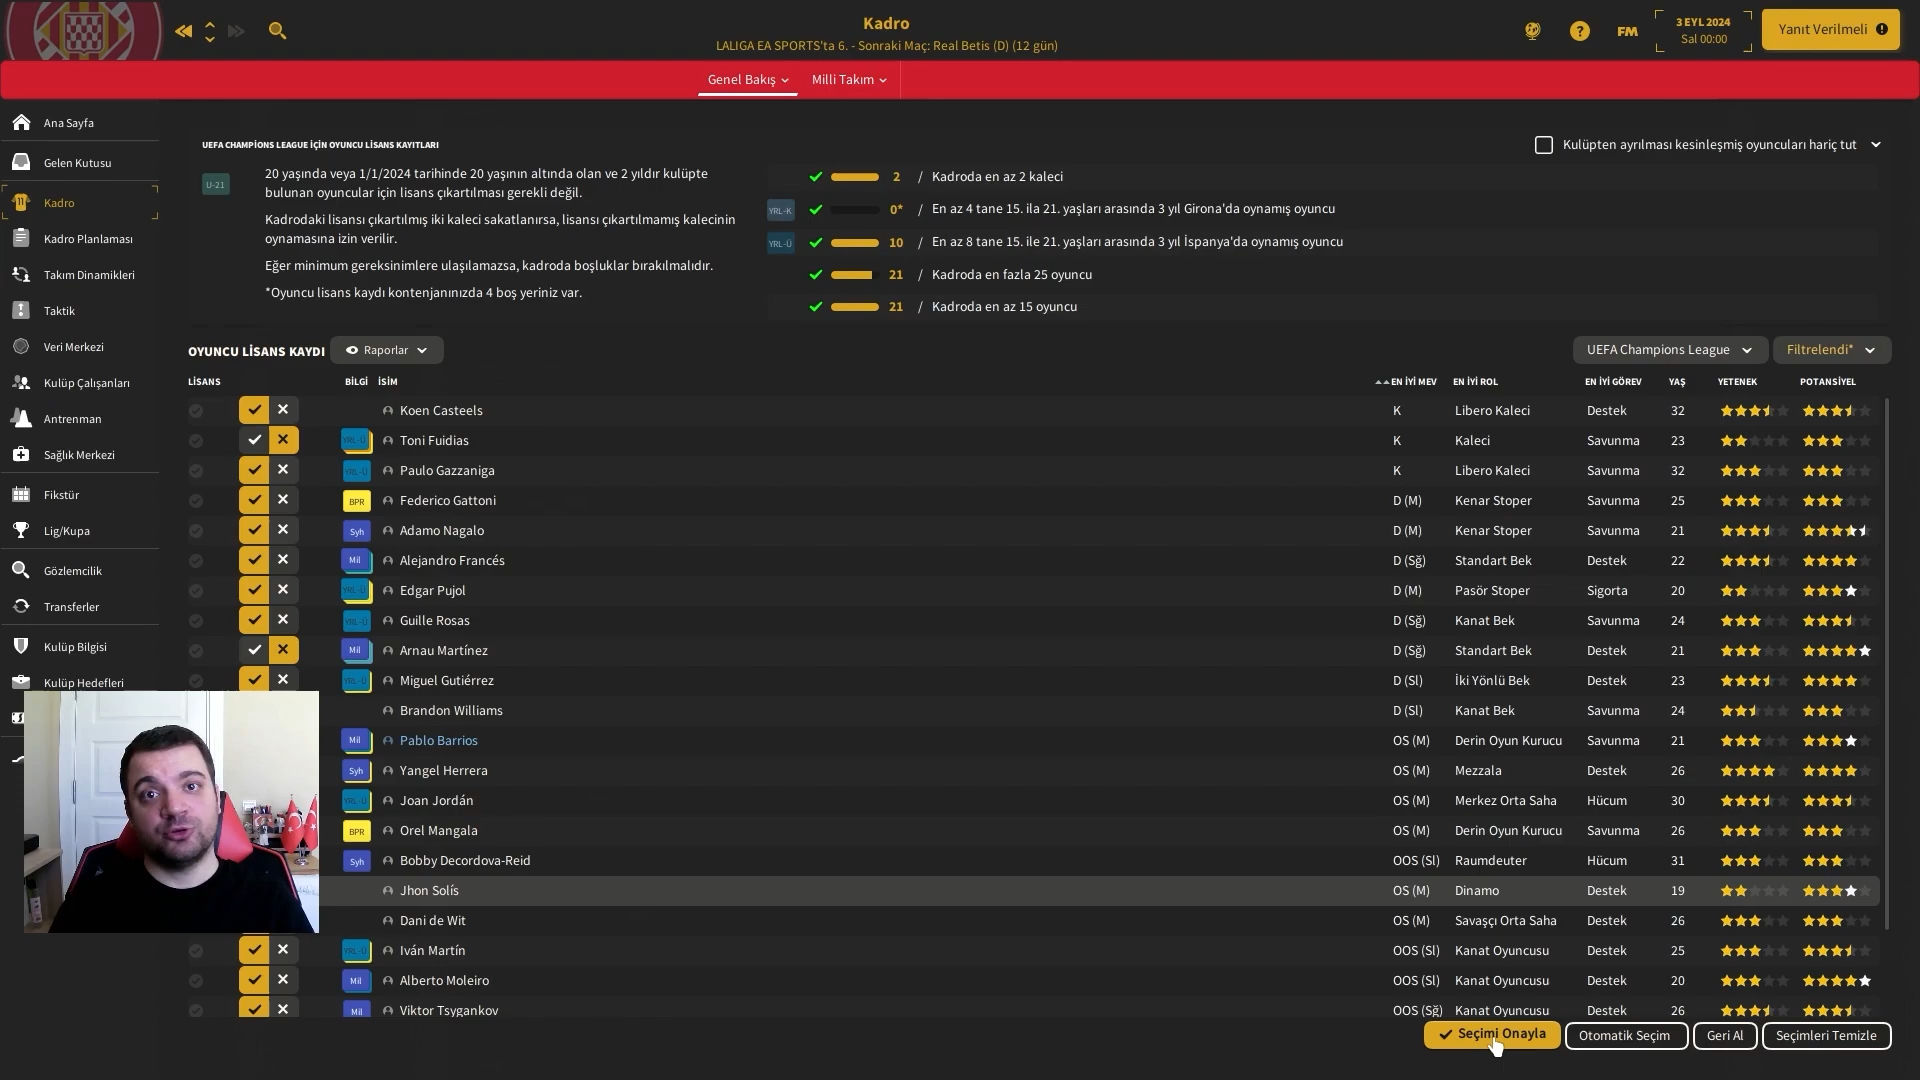 Kadro
LALIGA EA SPORTS'ta 6. - Sonraki Maç: Real Betis (D) (12 gün)
FM
3 EYL 2024
Sal 00:00
Yanıt Verilmeli
Genel Bakış
Milli Takım
Ana Sayfa
Gelen Kutusu
Kadro
Kadro Planlaması
Takım Dinamikleri
Taktik
Veri Merkezi
Kulüp Çalışanları
Antrenman
Sağlık Merkezi
Fikstür
Lig/Kupa
Gözlemcilik
Transferler
Kulüp Bilgisi
Kulüp Hedefleri
UEFA CHAMPİONS LEAGUE İÇİN OYUNCU LİSANS KAYITLARI
Kulüpten ayrılması kesinleşmiş oyuncuları hariç tut
U-21
20 yaşında veya 1/1/2024 tarihinde 20 yaşının altında olan ve 2 yıldır kulüpte
bulunan oyuncular için lisans çıkartılması gerekli değil.
Kadrodaki lisansı çıkartılmış iki kaleci sakatlanırsa, lisansı çıkartılmamış kalecinin
oynamasına izin verilir.
Eğer minimum gereksinimlere ulaşılamazsa, kadroda boşluklar bırakılmalıdır.
*Oyuncu lisans kaydı kontenjanınızda 4 boş yeriniz var.
2 / Kadroda en az 2 kaleci
YRL-K 0* / En az 4 tane 15. ila 21. yaşları arasında 3 yıl Girona'da oynamış oyuncu
YRL-Ü 10 / En az 8 tane 15. ile 21. yaşları arasında 3 yıl İspanya'da oynamış oyuncu
21 / Kadroda en fazla 25 oyuncu
21 / Kadroda en az 15 oyuncu
OYUNCU LİSANS KAYDI
Raporlar
UEFA Champions League
Filtrelendi*
LİSANS BİLGİ İSİM EN İYİ MEV EN İYİ ROL EN İYİ GÖREV YAŞ YETENEK POTANSİYEL
Koen Casteels K Libero Kaleci Destek 32
YRL-Ü Toni Fuidias K Kaleci Savunma 23
YRL-Ü Paulo Gazzaniga K Libero Kaleci Savunma 32
BPR Federico Gattoni D (M) Kenar Stoper Savunma 25
Syh Adamo Nagalo D (M) Kenar Stoper Savunma 21
Mil Alejandro Francés D (Sğ) Standart Bek Destek 22
YRL-Ü Edgar Pujol D (M) Pasör Stoper Sigorta 20
YRL-Ü Guille Rosas D (Sğ) Kanat Bek Savunma 24
Mil Arnau Martínez D (Sğ) Standart Bek Destek 21
YRL-Ü Miguel Gutiérrez D (Sl) İki Yönlü Bek Destek 23
Brandon Williams D (Sl) Kanat Bek Savunma 24
Mil Pablo Barrios OS (M) Derin Oyun Kurucu Savunma 21
Syh Yangel Herrera OS (M) Mezzala Destek 26
YRL-Ü Joan Jordán OS (M) Merkez Orta Saha Hücum 30
BPR Orel Mangala OS (M) Derin Oyun Kurucu Savunma 26
Syh Bobby Decordova-Reid OOS (Sl) Raumdeuter Hücum 31
Jhon Solís OS (M) Dinamo Destek 19
Dani de Wit OS (M) Savaşçı Orta Saha Destek 26
YRL-Ü Iván Martín OOS (Sl) Kanat Oyuncusu Destek 25
Mil Alberto Moleiro OOS (Sl) Kanat Oyuncusu Destek 20
Mil Viktor Tsygankov OOS (Sğ) Kanat Oyuncusu Destek 26
Seçimi Onayla
Otomatik Seçim
Geri Al
Seçimleri Temizle